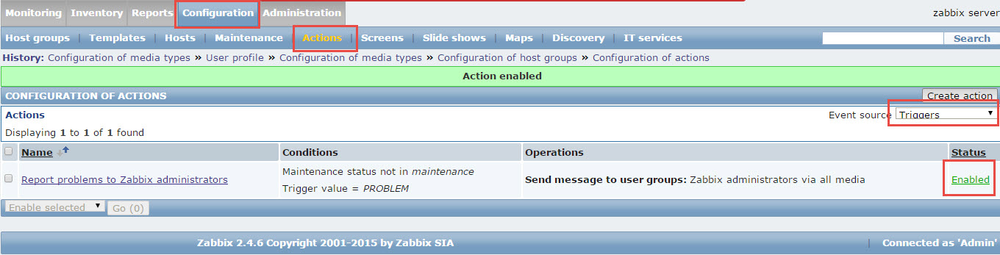 Monitoring Inventory Reports Configuration Administration zabbix server
Host groups | Templates | Hosts | Maintenance | Actions | Screens | Slide shows | Maps | Discovery | IT services Search
History: Configuration of media types » User profile » Configuration of media types » Configuration of host groups » Configuration of actions
Action enabled
CONFIGURATION OF ACTIONS Create action
Actions Event source Triggers
Displaying 1 to 1 of 1 found
Name Conditions Operations Status
Report problems to Zabbix administrators Maintenance status not in maintenance Send message to user groups: Zabbix administrators via all media Enabled
Trigger value = PROBLEM
Enable selected Go (0)
Zabbix 2.4.6 Copyright 2001-2015 by Zabbix SIA | Connected as 'Admin'